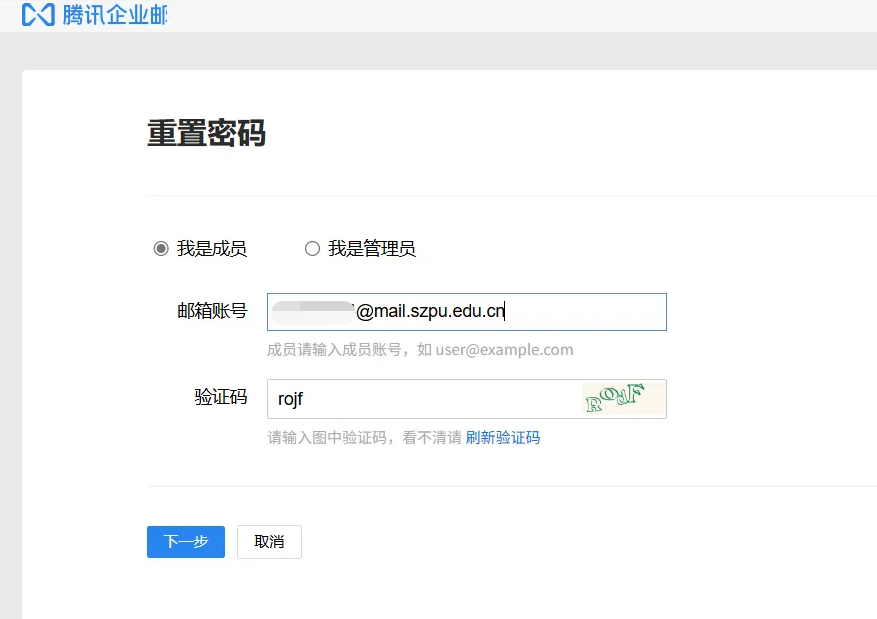 腾讯企业邮
重置密码
我是成员 我是管理员
邮箱账号 @mail.szpu.edu.cn
成员请输入成员账号，如 user@example.com
验证码 rojf ROJF
请输入图中验证码，看不清请 刷新验证码
下一步 取消